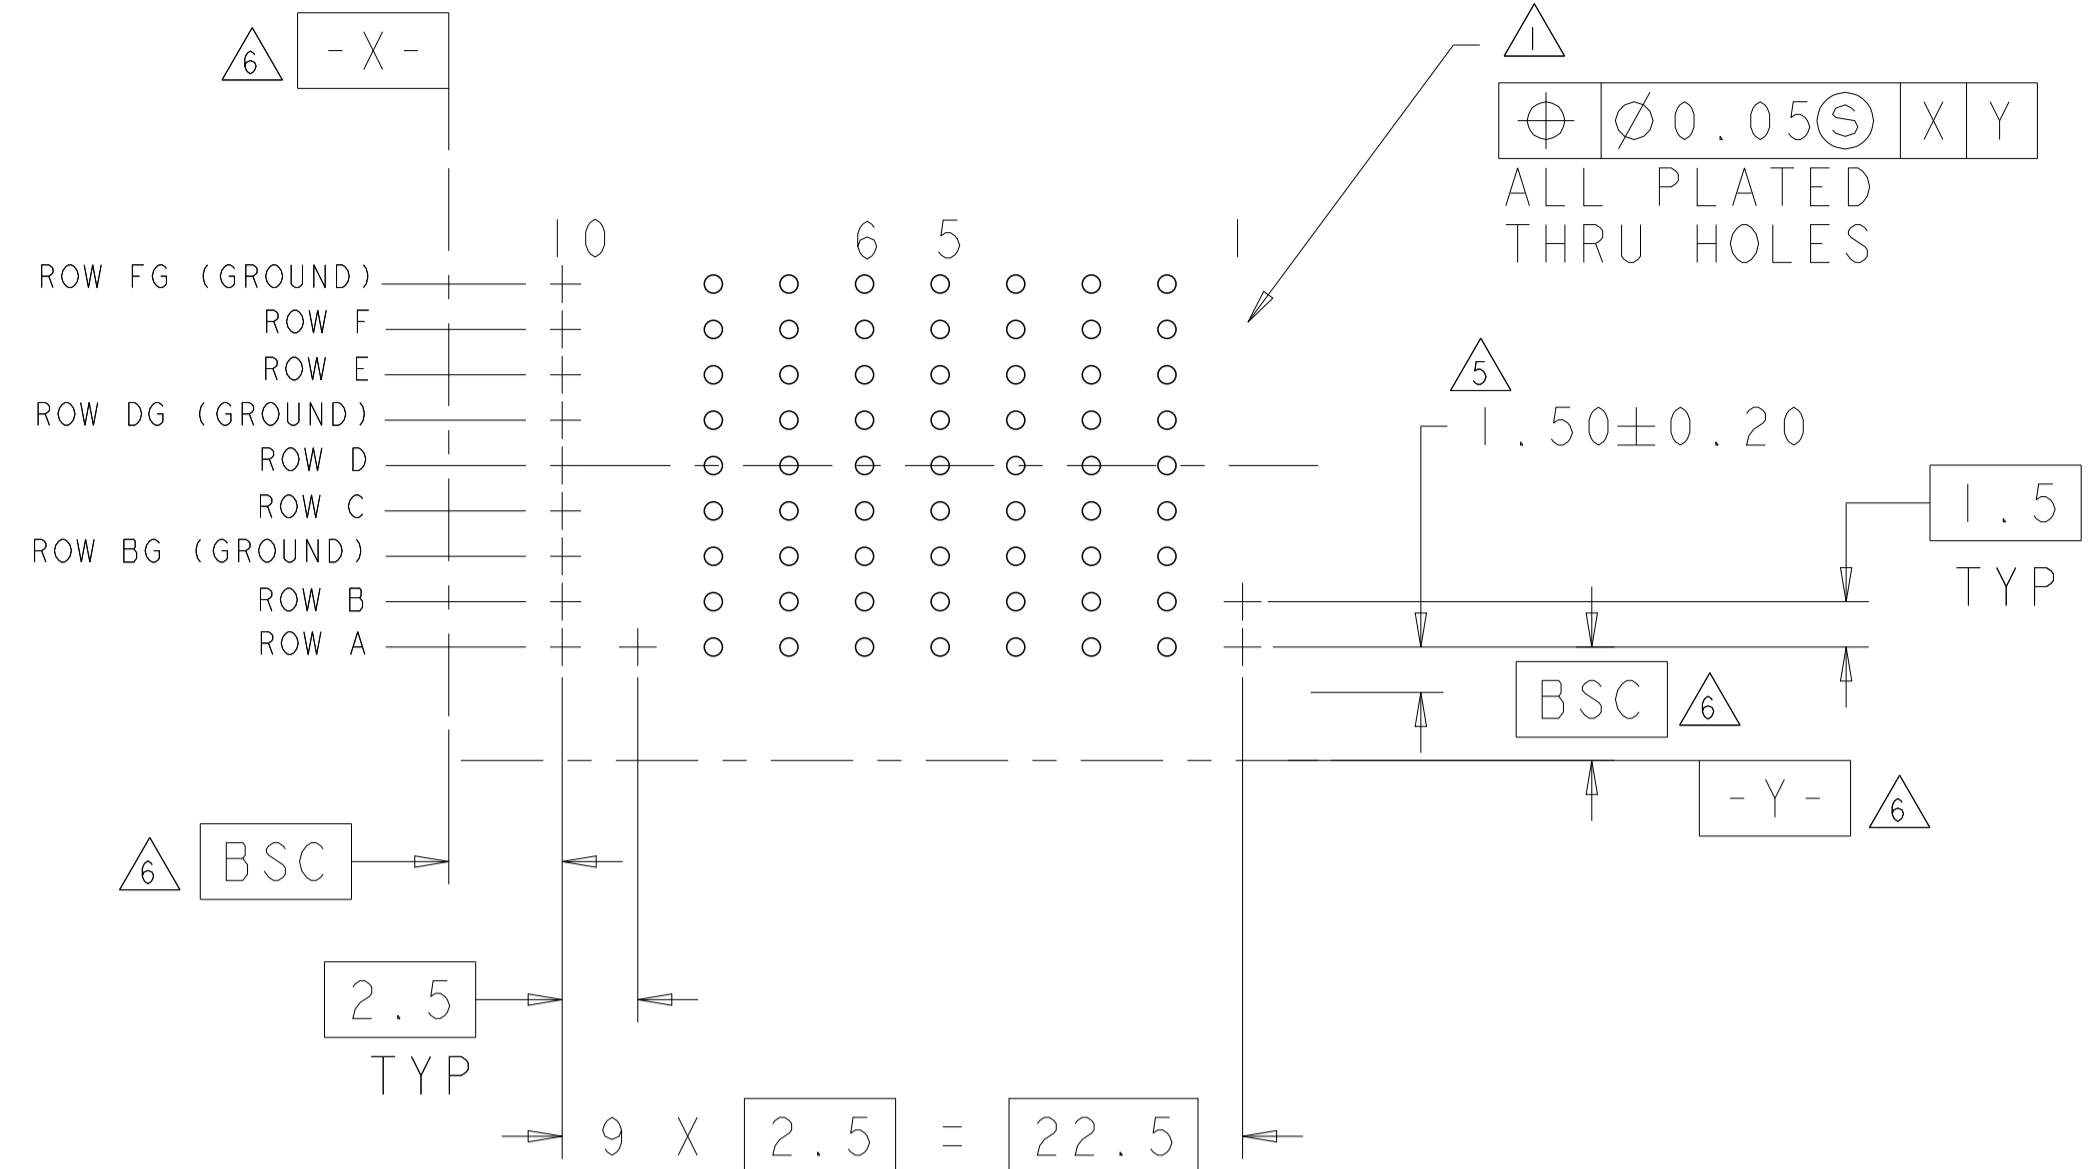 6 -X-
1
⌖ Ø0.05Ⓢ X Y
ALL PLATED
THRU HOLES
10 6 5 1
ROW FG (GROUND)
ROW F
ROW E
ROW DG (GROUND)
ROW D
ROW C
ROW BG (GROUND)
ROW B
ROW A
5
1.50±0.20
1.5
TYP
BSC 6
-Y- 6
6 BSC
2.5
TYP
9 X 2.5 = 22.5